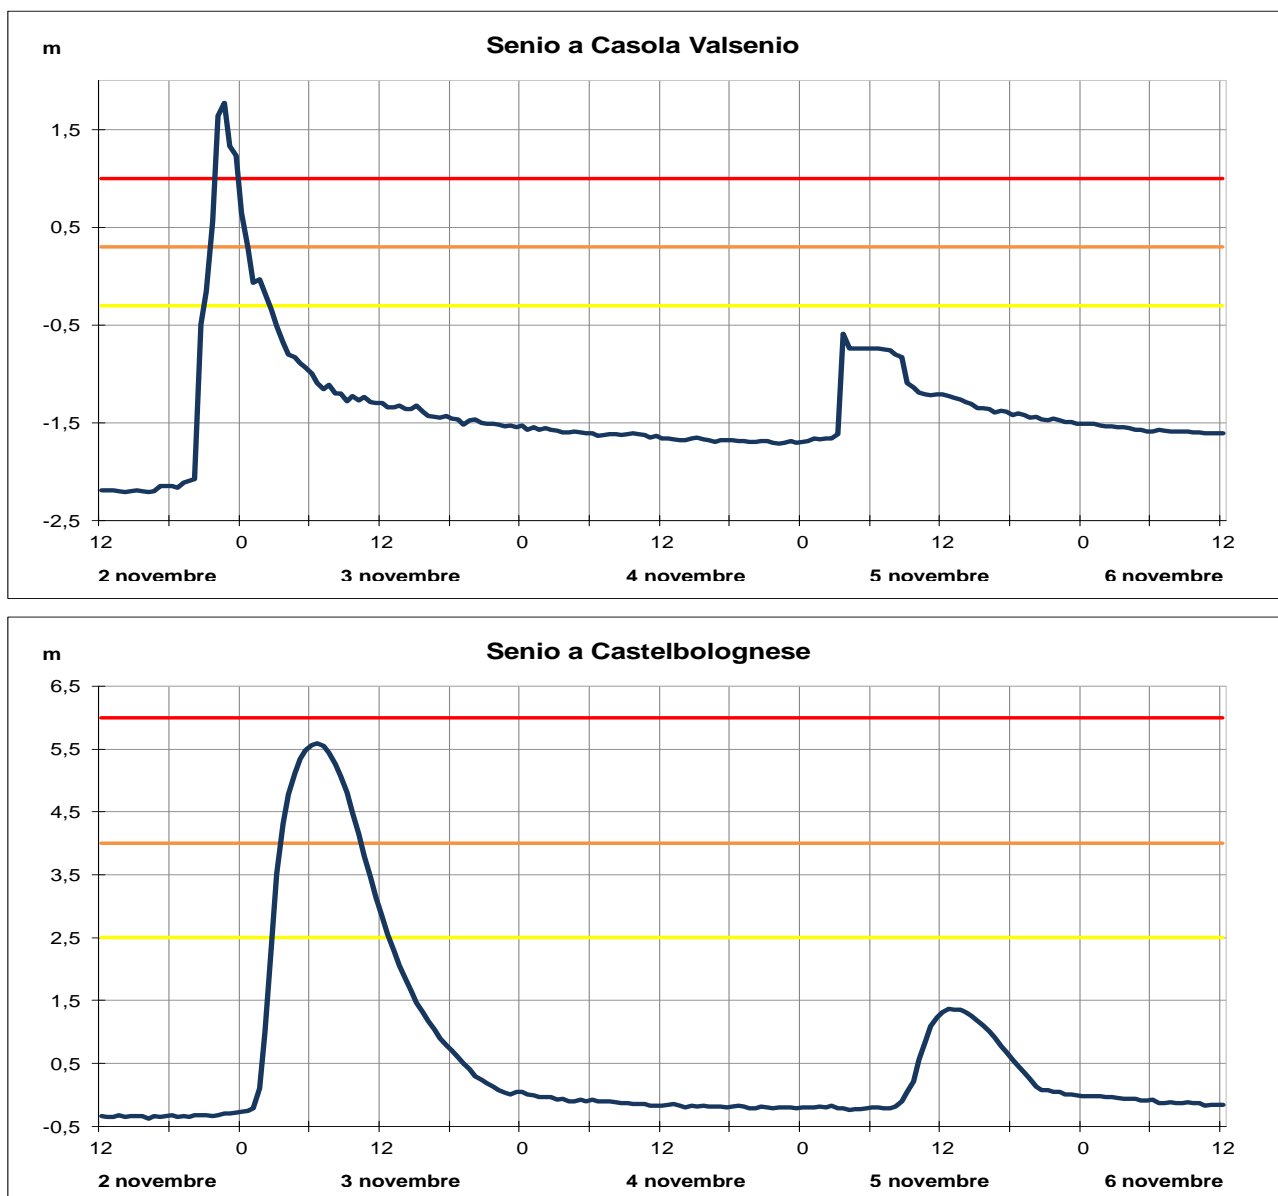 Senio a Casola Valsenio
m
1,5
0,5
-0,5
-1,5
-2,5
12 0 12 0 12 0 12 0 12
2 novembre 3 novembre 4 novembre 5 novembre 6 novembre
Senio a Castelbolognese
m
6,5
5,5
4,5
3,5
2,5
1,5
0,5
-0,5
12 0 12 0 12 0 12 0 12
2 novembre 3 novembre 4 novembre 5 novembre 6 novembre